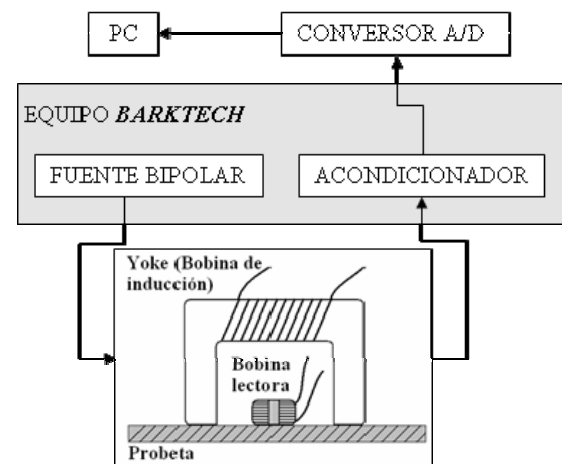 PC
CONVERSOR A/D
EQUIPO BARKTECH
FUENTE BIPOLAR
ACONDICIONADOR
Yoke (Bobina de
inducción)
Bobina
lectora
Probeta